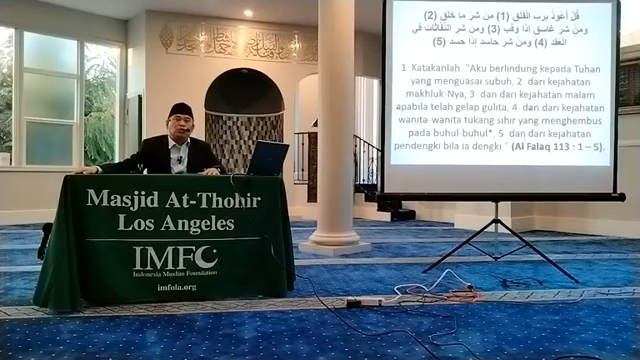 قُلْ أَعُوذُ بِرَبِّ الْفَلَقِ (1) مِنْ شَرِّ مَا خَلَقَ (2)
وَمِنْ شَرِّ غَاسِقٍ إِذَا وَقَبَ (3) وَمِنْ شَرِّ النَّفَّاثَاتِ فِي
الْعُقَدِ (4) وَمِنْ شَرِّ حَاسِدٍ إِذَا حَسَدَ (5)
1 Katakanlah "Aku berlindung kepada Tuhan
yang menguasai subuh, 2 dari kejahatan
makhluk-Nya, 3 dan dari kejahatan malam
apabila telah gelap gulita, 4 dan dari kejahatan
wanita-wanita tukang sihir yang menghembus
pada buhul-buhul*, 5 dan dari kejahatan
pendengki bila ia dengki " (Al Falaq 113 : 1 – 5).
Masjid At-Thohir
Los Angeles
IMF
Indonesia Muslim Foundation
imfola.org